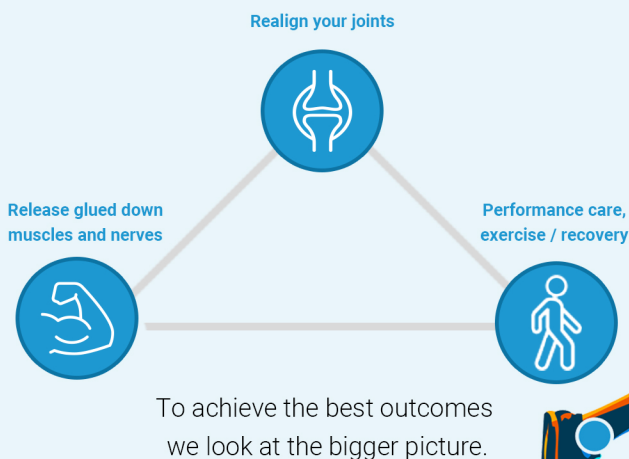 Realign your joints
Release glued down
muscles and nerves
Performance care,
exercise / recovery
To achieve the best outcomes
we look at the bigger picture.